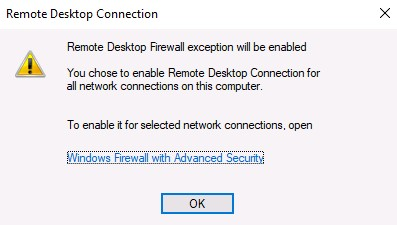 Remote Desktop Connection
Remote Desktop Firewall exception will be enabled
You chose to enable Remote Desktop Connection for
all network connections on this computer.
To enable it for selected network connections, open
Windows Firewall with Advanced Security
OK